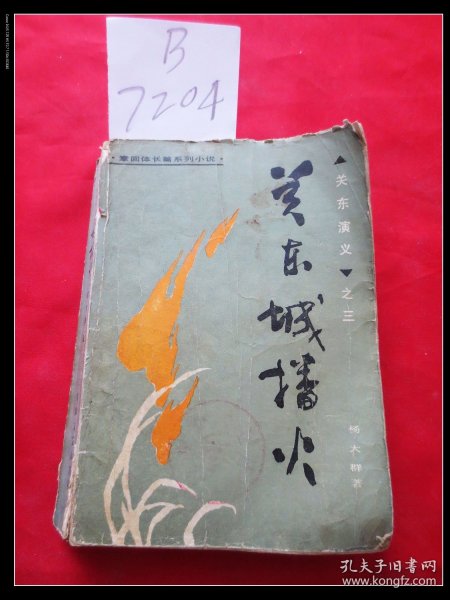 B
7204
·章回体长篇系列小说·
▲关东演义▼之三
关东城播火
杨大群著
孔夫子旧书网
www.kongfz.com